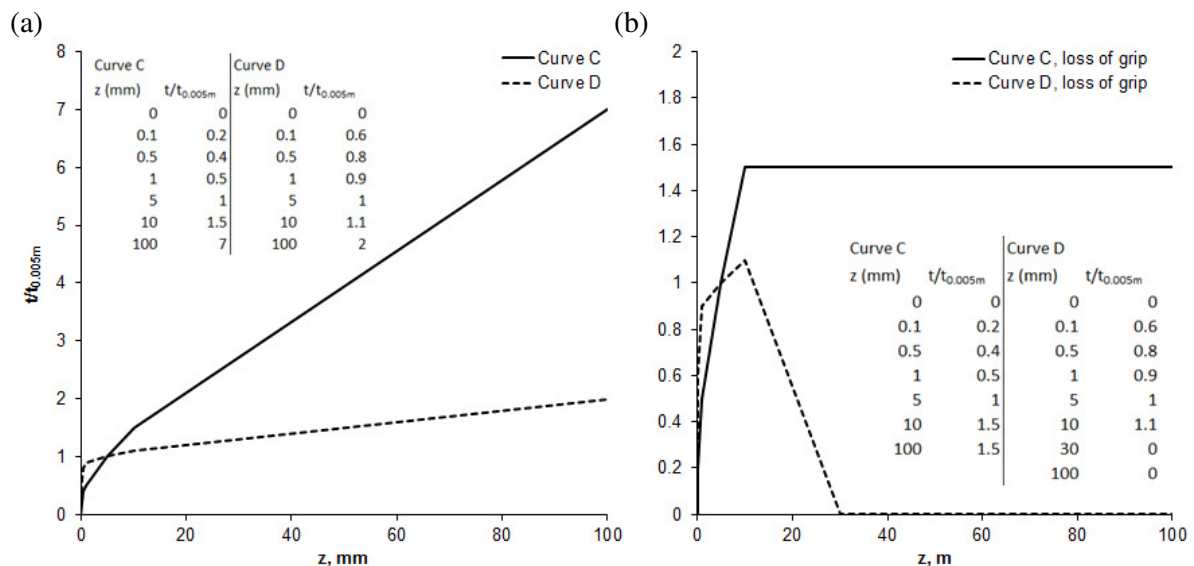 (a)
8
7
6
5
4
3
2
1
0
t/t0.005m
Curve C
Curve D
Curve C Curve D
z (mm) t/t0.005m z (mm) t/t0.005m
0 0 0 0
0.1 0.2 0.1 0.6
0.5 0.4 0.5 0.8
1 0.5 1 0.9
5 1 5 1
10 1.5 10 1.1
100 7 100 2
0 20 40 60 80 100
z, mm
(b)
2
1.8
1.6
1.4
1.2
1
0.8
0.6
0.4
0.2
0
Curve C, loss of grip
Curve D, loss of grip
Curve C Curve D
z (mm) t/t0.005m z (mm) t/t0.005m
0 0 0 0
0.1 0.2 0.1 0.6
0.5 0.4 0.5 0.8
1 0.5 1 0.9
5 1 5 1
10 1.5 10 1.1
100 1.5 30 0
100 0
0 20 40 60 80 100
z, m